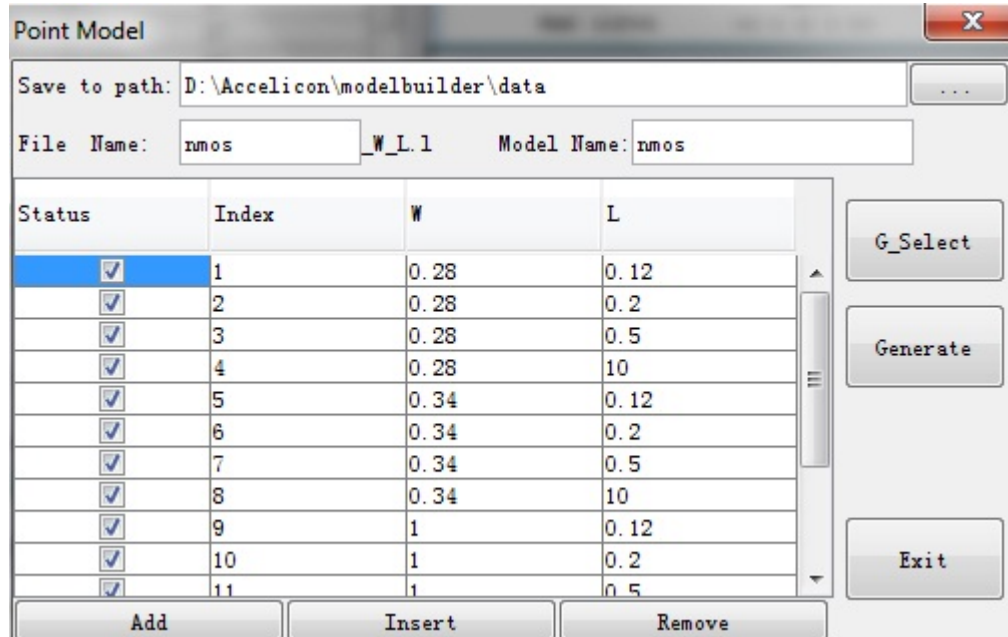 Point Model
Save to path: D:\Accelicon\modelbuilder\data ...
File Name: nmos _W_L.l Model Name: nmos
Status Index W L
1 0.28 0.12
2 0.28 0.2
3 0.28 0.5
4 0.28 10
5 0.34 0.12
6 0.34 0.2
7 0.34 0.5
8 0.34 10
9 1 0.12
10 1 0.2
11 1 0.5
G_Select
Generate
Exit
Add Insert Remove